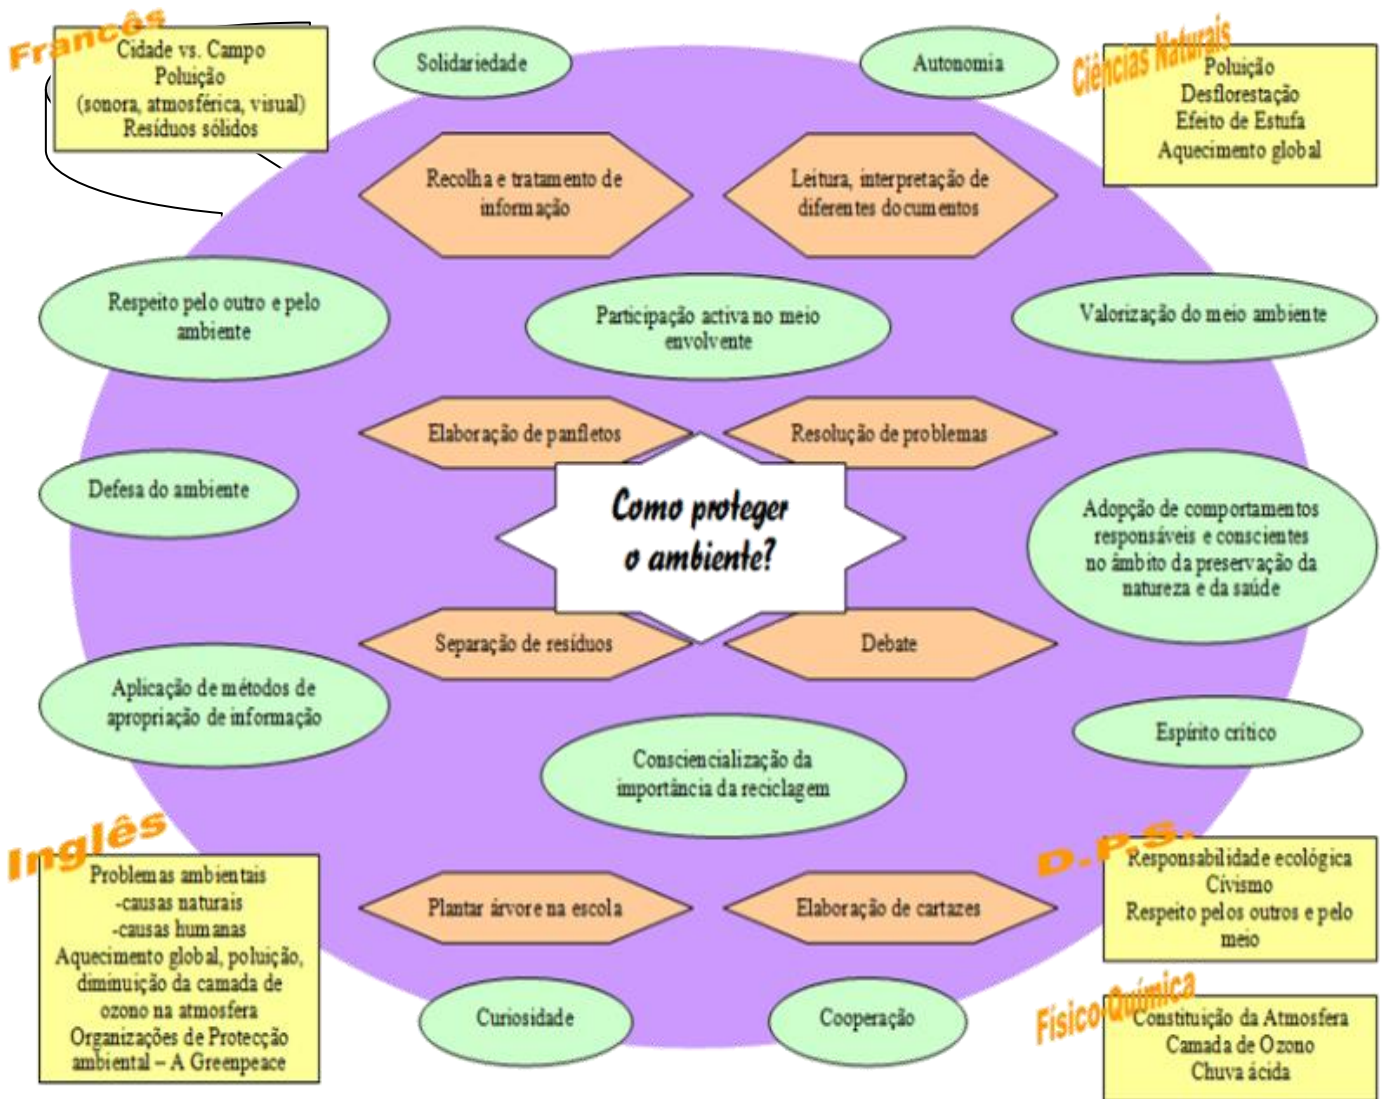 Francês
Cidade vs. Campo
Poluição
(sonora, atmosférica, visual)
Resíduos sólidos
Solidariedade
Autonomia
Ciências Naturais
Poluição
Desflorestação
Efeito de Estufa
Aquecimento global
Recolha e tratamento de
informação
Leitura, interpretação de
diferentes documentos
Respeito pelo outro e pelo
ambiente
Participação activa no meio
envolvente
Valorização do meio ambiente
Elaboração de panfletos
Resolução de problemas
Defesa do ambiente
Como proteger
o ambiente?
Adopção de comportamentos
responsáveis e conscientes
no âmbito da preservação da
natureza e da saúde
Separação de resíduos
Debate
Aplicação de métodos de
apropriação de informação
Consciencialização da
importância da reciclagem
Espírito crítico
Inglês
Problemas ambientais
-causas naturais
-causas humanas
Aquecimento global, poluição,
diminuição da camada de
ozono na atmosfera
Organizações de Protecção
ambiental – A Greenpeace
Plantar árvore na escola
Elaboração de cartazes
D.P.S.
Responsabilidade ecológica
Cívismo
Respeito pelos outros e pelo
meio
Curiosidade
Cooperação
Físico-Química
Constituição da Atmosfera
Camada de Ozono
Chuva ácida